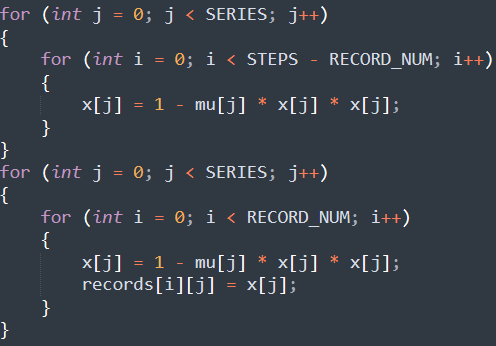 for (int j = 0; j < SERIES; j++)
{
    for (int i = 0; i < STEPS - RECORD_NUM; i++)
    {
        x[j] = 1 - mu[j] * x[j] * x[j];
    }
}
for (int j = 0; j < SERIES; j++)
{
    for (int i = 0; i < RECORD_NUM; i++)
    {
        x[j] = 1 - mu[j] * x[j] * x[j];
        records[i][j] = x[j];
    }
}